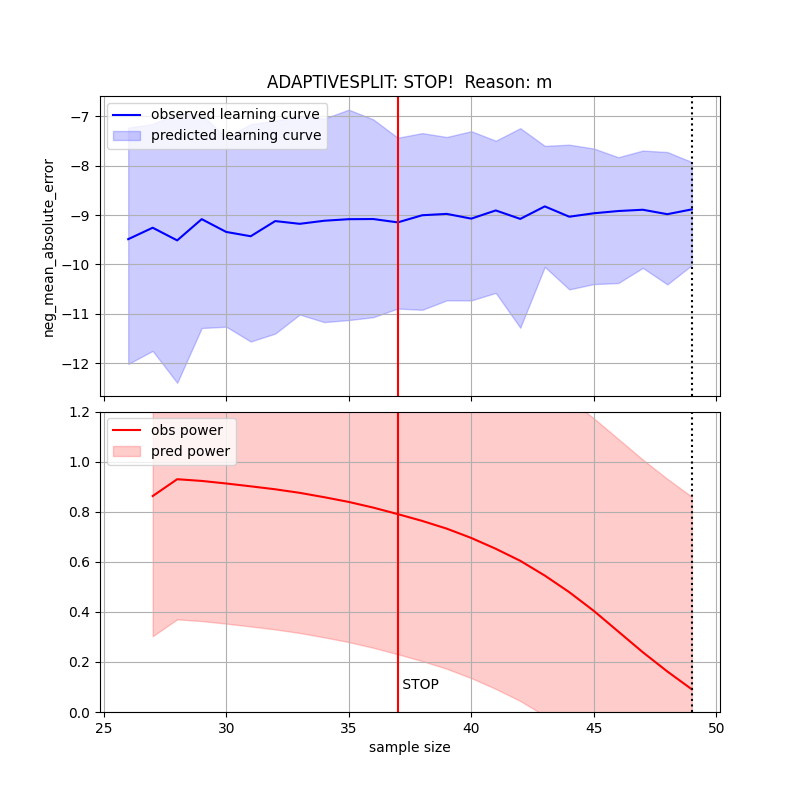 ADAPTIVESPLIT: STOP!  Reason: m
observed learning curve
predicted learning curve
neg_mean_absolute_error
−7
−8
−9
−10
−11
−12
obs power
pred power
1.2
1.0
0.8
0.6
0.4
0.2
0.0
STOP
25
30
35
40
45
50
sample size